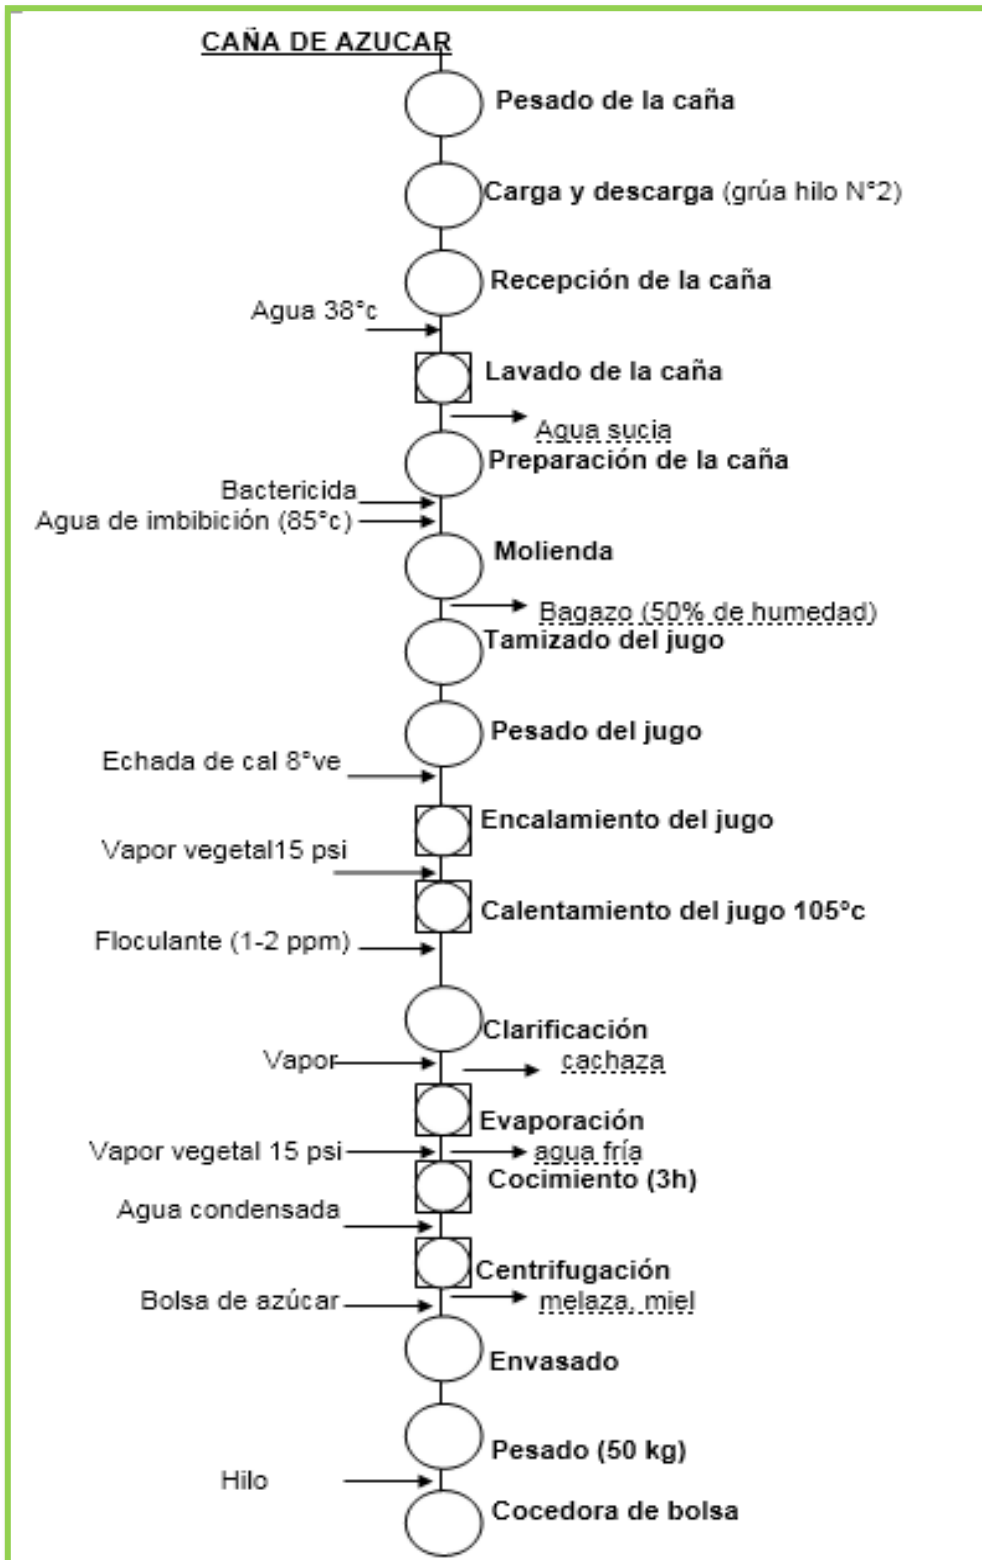 CAÑA DE AZUCAR
Pesado de la caña
Carga y descarga (grúa hilo N°2)
Recepción de la caña
Agua 38°c
Lavado de la caña
Agua sucia
Preparación de la caña
Bactericida
Agua de imbibición (85°c)
Molienda
Bagazo (50% de humedad)
Tamizado del jugo
Pesado del jugo
Echada de cal 8°ve
Encalamiento del jugo
Vapor vegetal15 psi
Calentamiento del jugo 105°c
Floculante (1-2 ppm)
Clarificación
Vapor
cachaza
Evaporación
Vapor vegetal 15 psi
agua fría
Cocimiento (3h)
Agua condensada
Centrifugación
Bolsa de azúcar
melaza, miel
Envasado
Pesado (50 kg)
Hilo
Cocedora de bolsa